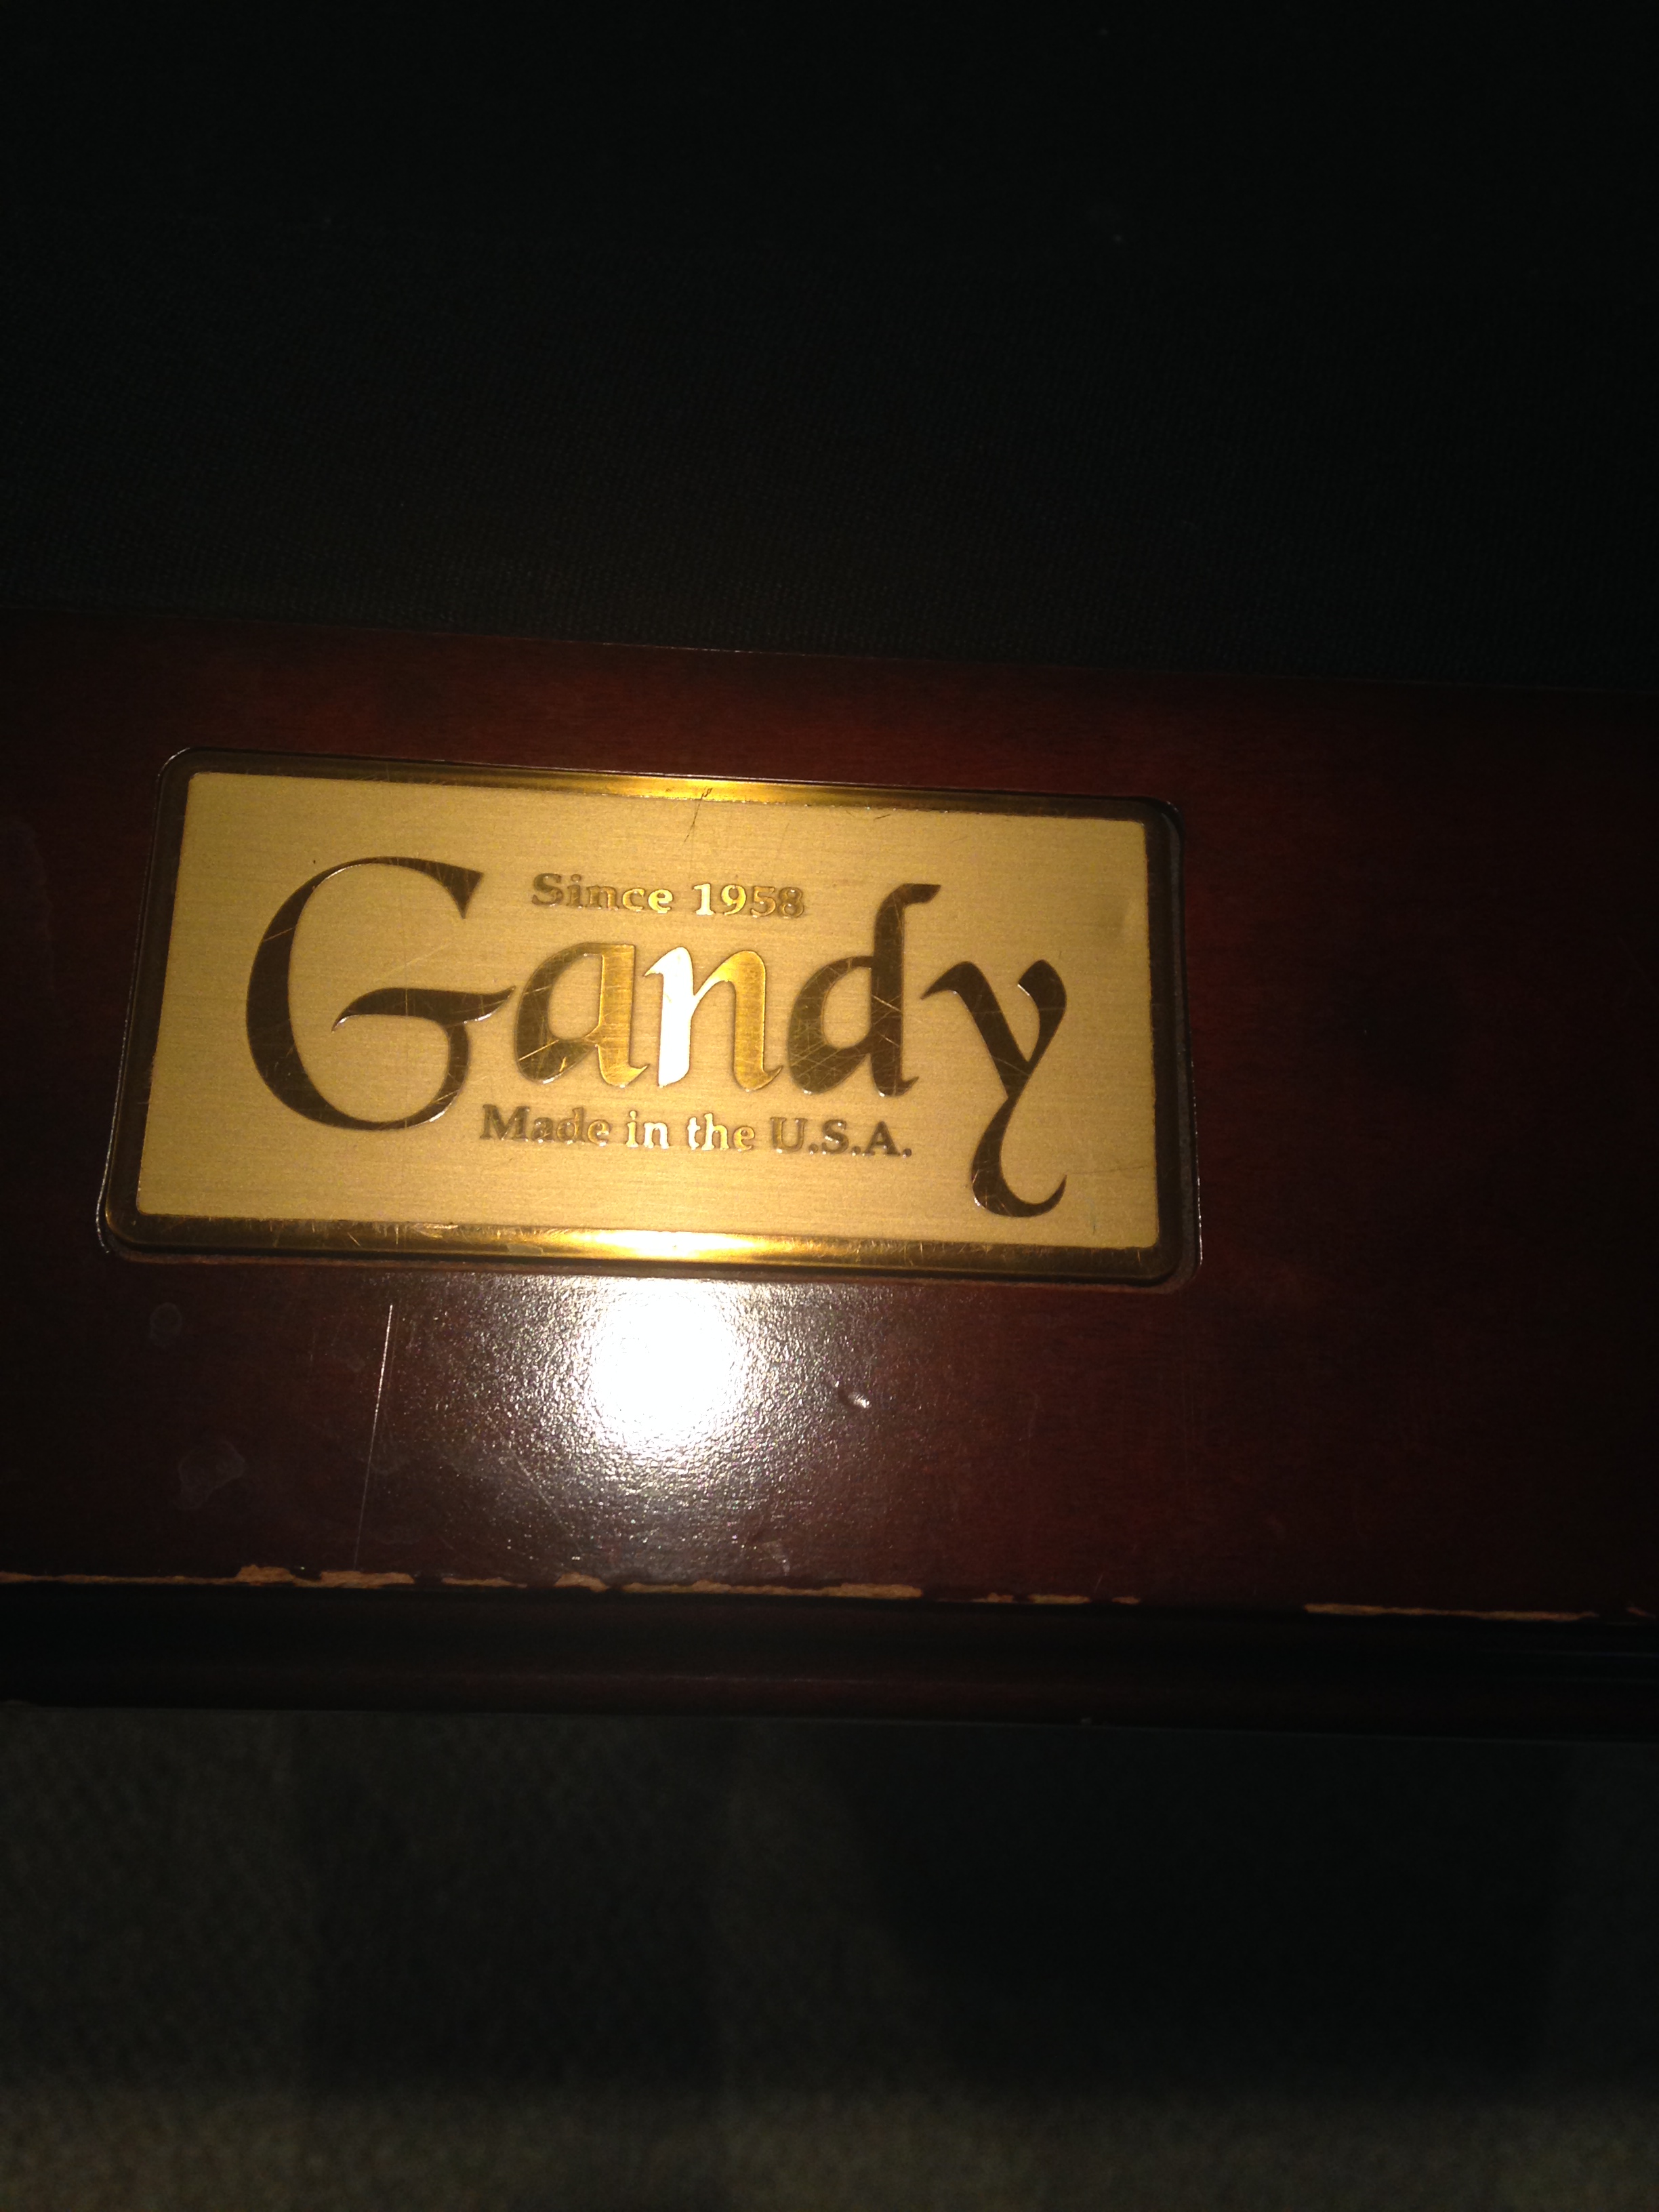 Since 1958
Gandy
Made in the U.S.A.